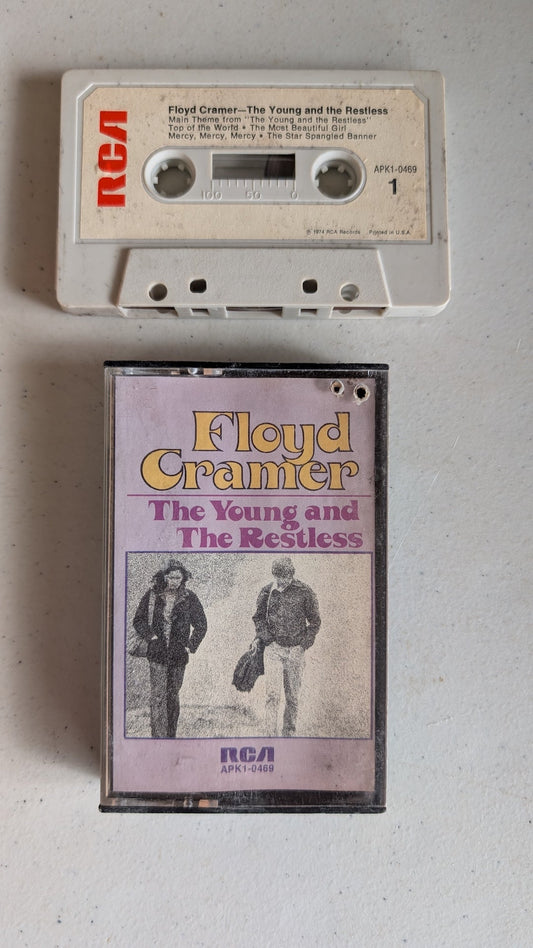 RCA
Floyd Cramer—The Young and the Restless
Main Theme from "The Young and the Restless"
Top of the World • The Most Beautiful Girl
Mercy, Mercy, Mercy • The Star Spangled Banner
APK1-0469
1
100 50 0
℗ 1974 RCA Records Printed in U.S.A.
Floyd
Cramer
The Young and
The Restless
RCA
APK1-0469